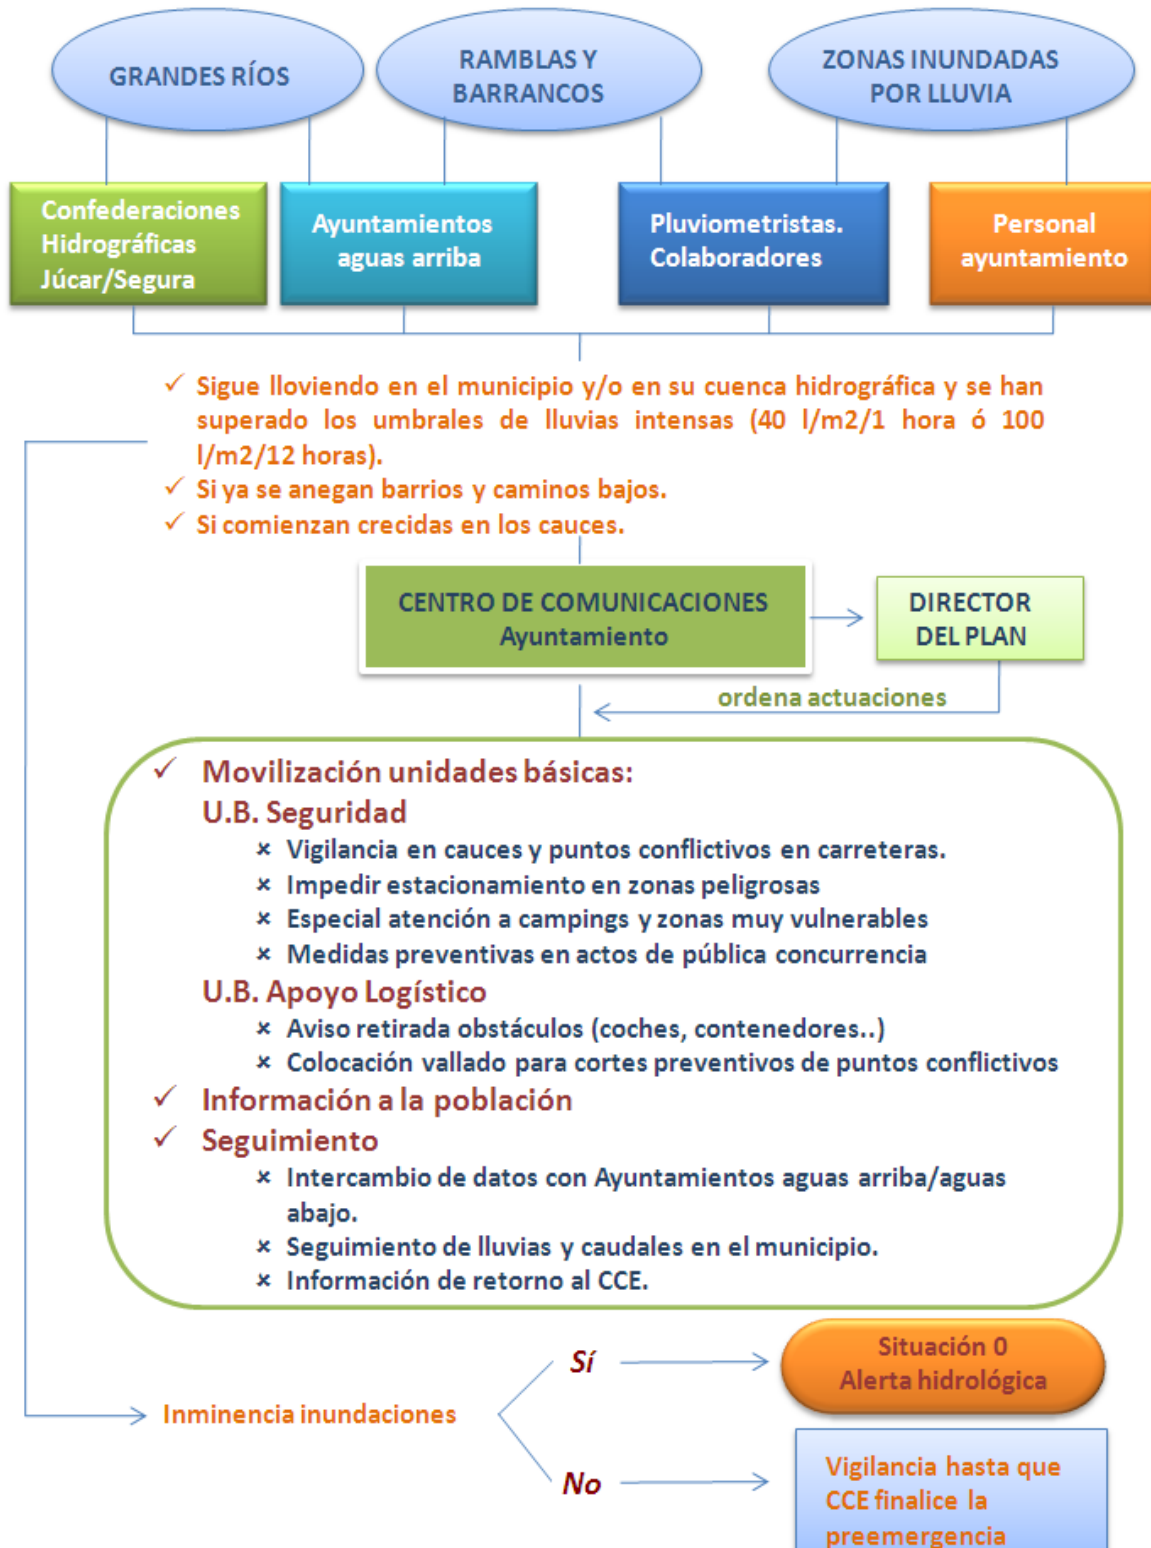 GRANDES RÍOS
RAMBLAS Y
BARRANCOS
ZONAS INUNDADAS
POR LLUVIA
Confederaciones
Hidrográficas
Júcar/Segura
Ayuntamientos
aguas arriba
Pluviometristas.
Colaboradores
Personal
ayuntamiento
✓ Sigue lloviendo en el municipio y/o en su cuenca hidrográfica y se han
superado los umbrales de lluvias intensas (40 l/m2/1 hora ó 100
l/m2/12 horas).
✓ Si ya se anegan barrios y caminos bajos.
✓ Si comienzan crecidas en los cauces.
CENTRO DE COMUNICACIONES
Ayuntamiento
DIRECTOR
DEL PLAN
ordena actuaciones
✓ Movilización unidades básicas:
U.B. Seguridad
× Vigilancia en cauces y puntos conflictivos en carreteras.
× Impedir estacionamiento en zonas peligrosas
× Especial atención a campings y zonas muy vulnerables
× Medidas preventivas en actos de pública concurrencia
U.B. Apoyo Logístico
× Aviso retirada obstáculos (coches, contenedores..)
× Colocación vallado para cortes preventivos de puntos conflictivos
✓ Información a la población
✓ Seguimiento
× Intercambio de datos con Ayuntamientos aguas arriba/aguas
abajo.
× Seguimiento de lluvias y caudales en el municipio.
× Información de retorno al CCE.
Sí
Situación 0
Alerta hidrológica
Inminencia inundaciones
No
Vigilancia hasta que
CCE finalice la
preemergencia